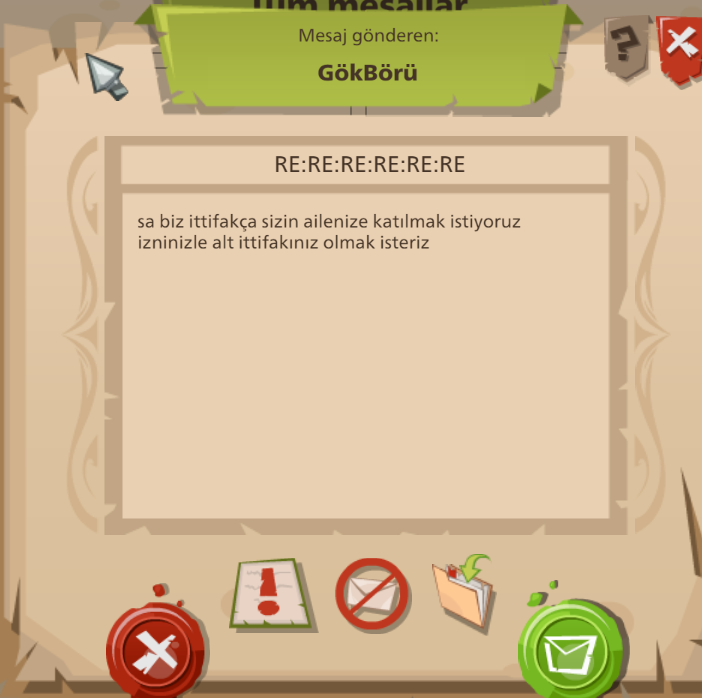 Tüm mesajlar
Mesaj gönderen:
GökBörü
RE:RE:RE:RE:RE:RE
sa biz ittifakça sizin ailenize katılmak istiyoruz
izninizle alt ittifakınız olmak isteriz